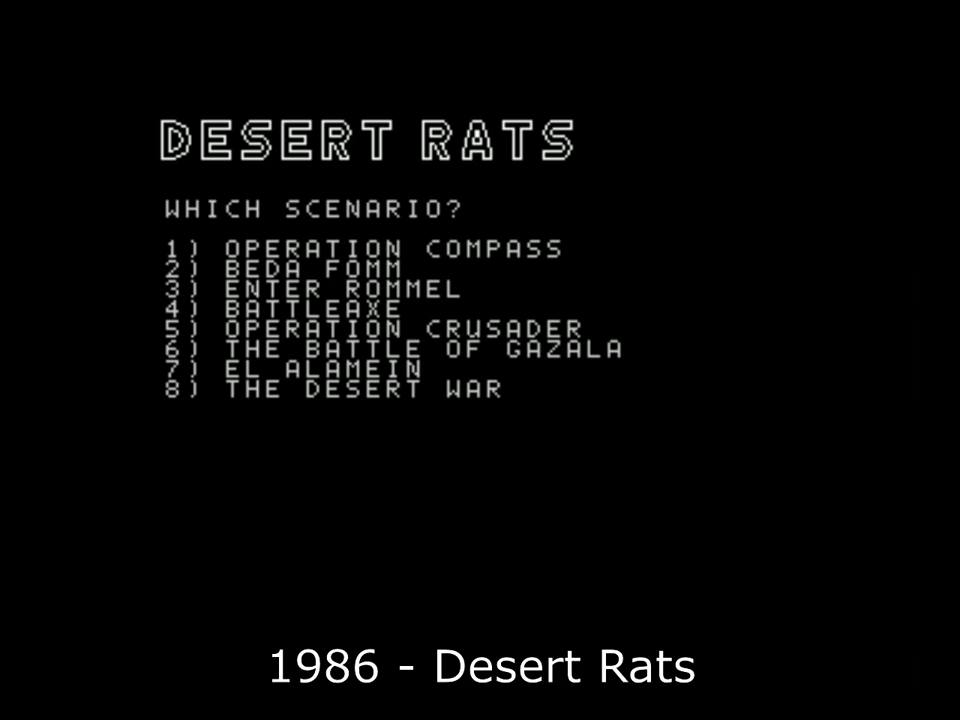 DESERT RATS
WHICH SCENARIO?
1) OPERATION COMPASS
2) BEDA FOMM
3) ENTER ROMMEL
4) BATTLEAXE
5) OPERATION CRUSADER
6) THE BATTLE OF GAZALA
7) EL ALAMEIN
8) THE DESERT WAR
1986 - Desert Rats